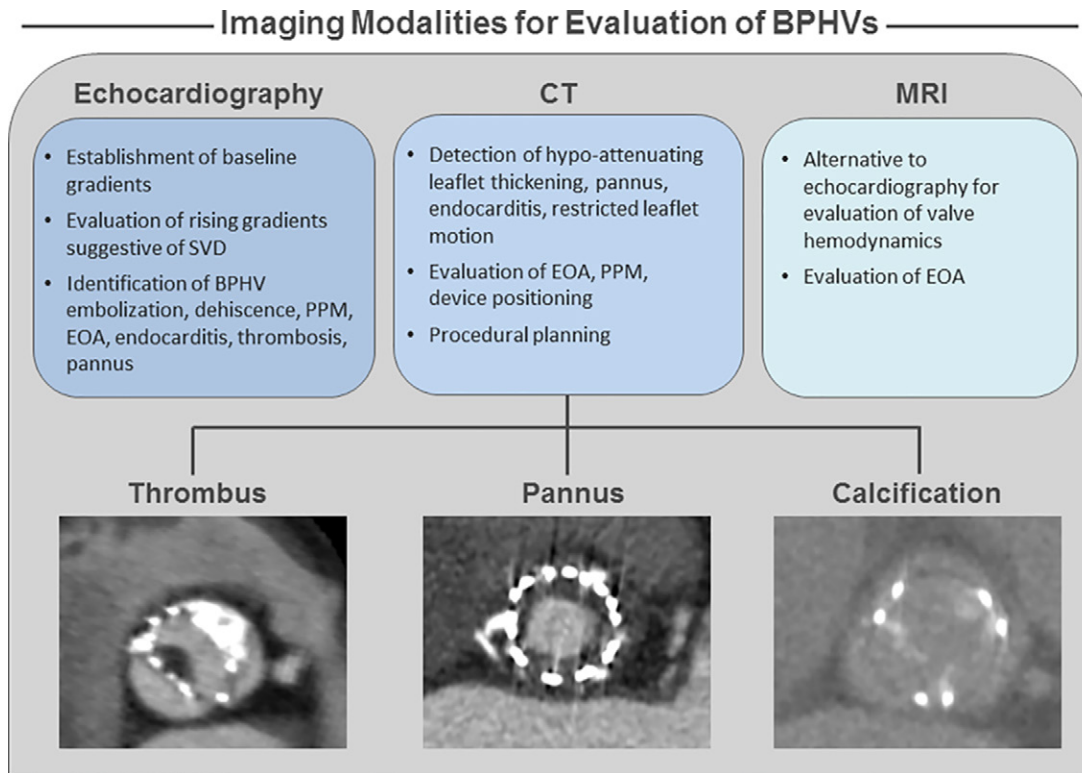 Imaging Modalities for Evaluation of BPHVs
Echocardiography
• Establishment of baseline
gradients
• Evaluation of rising gradients
suggestive of SVD
• Identification of BPHV
embolization, dehiscence, PPM,
EOA, endocarditis, thrombosis,
pannus
CT
• Detection of hypo-attenuating
leaflet thickening, pannus,
endocarditis, restricted leaflet
motion
• Evaluation of EOA, PPM,
device positioning
• Procedural planning
MRI
• Alternative to
echocardiography for
evaluation of valve
hemodynamics
• Evaluation of EOA
Thrombus
Pannus
Calcification